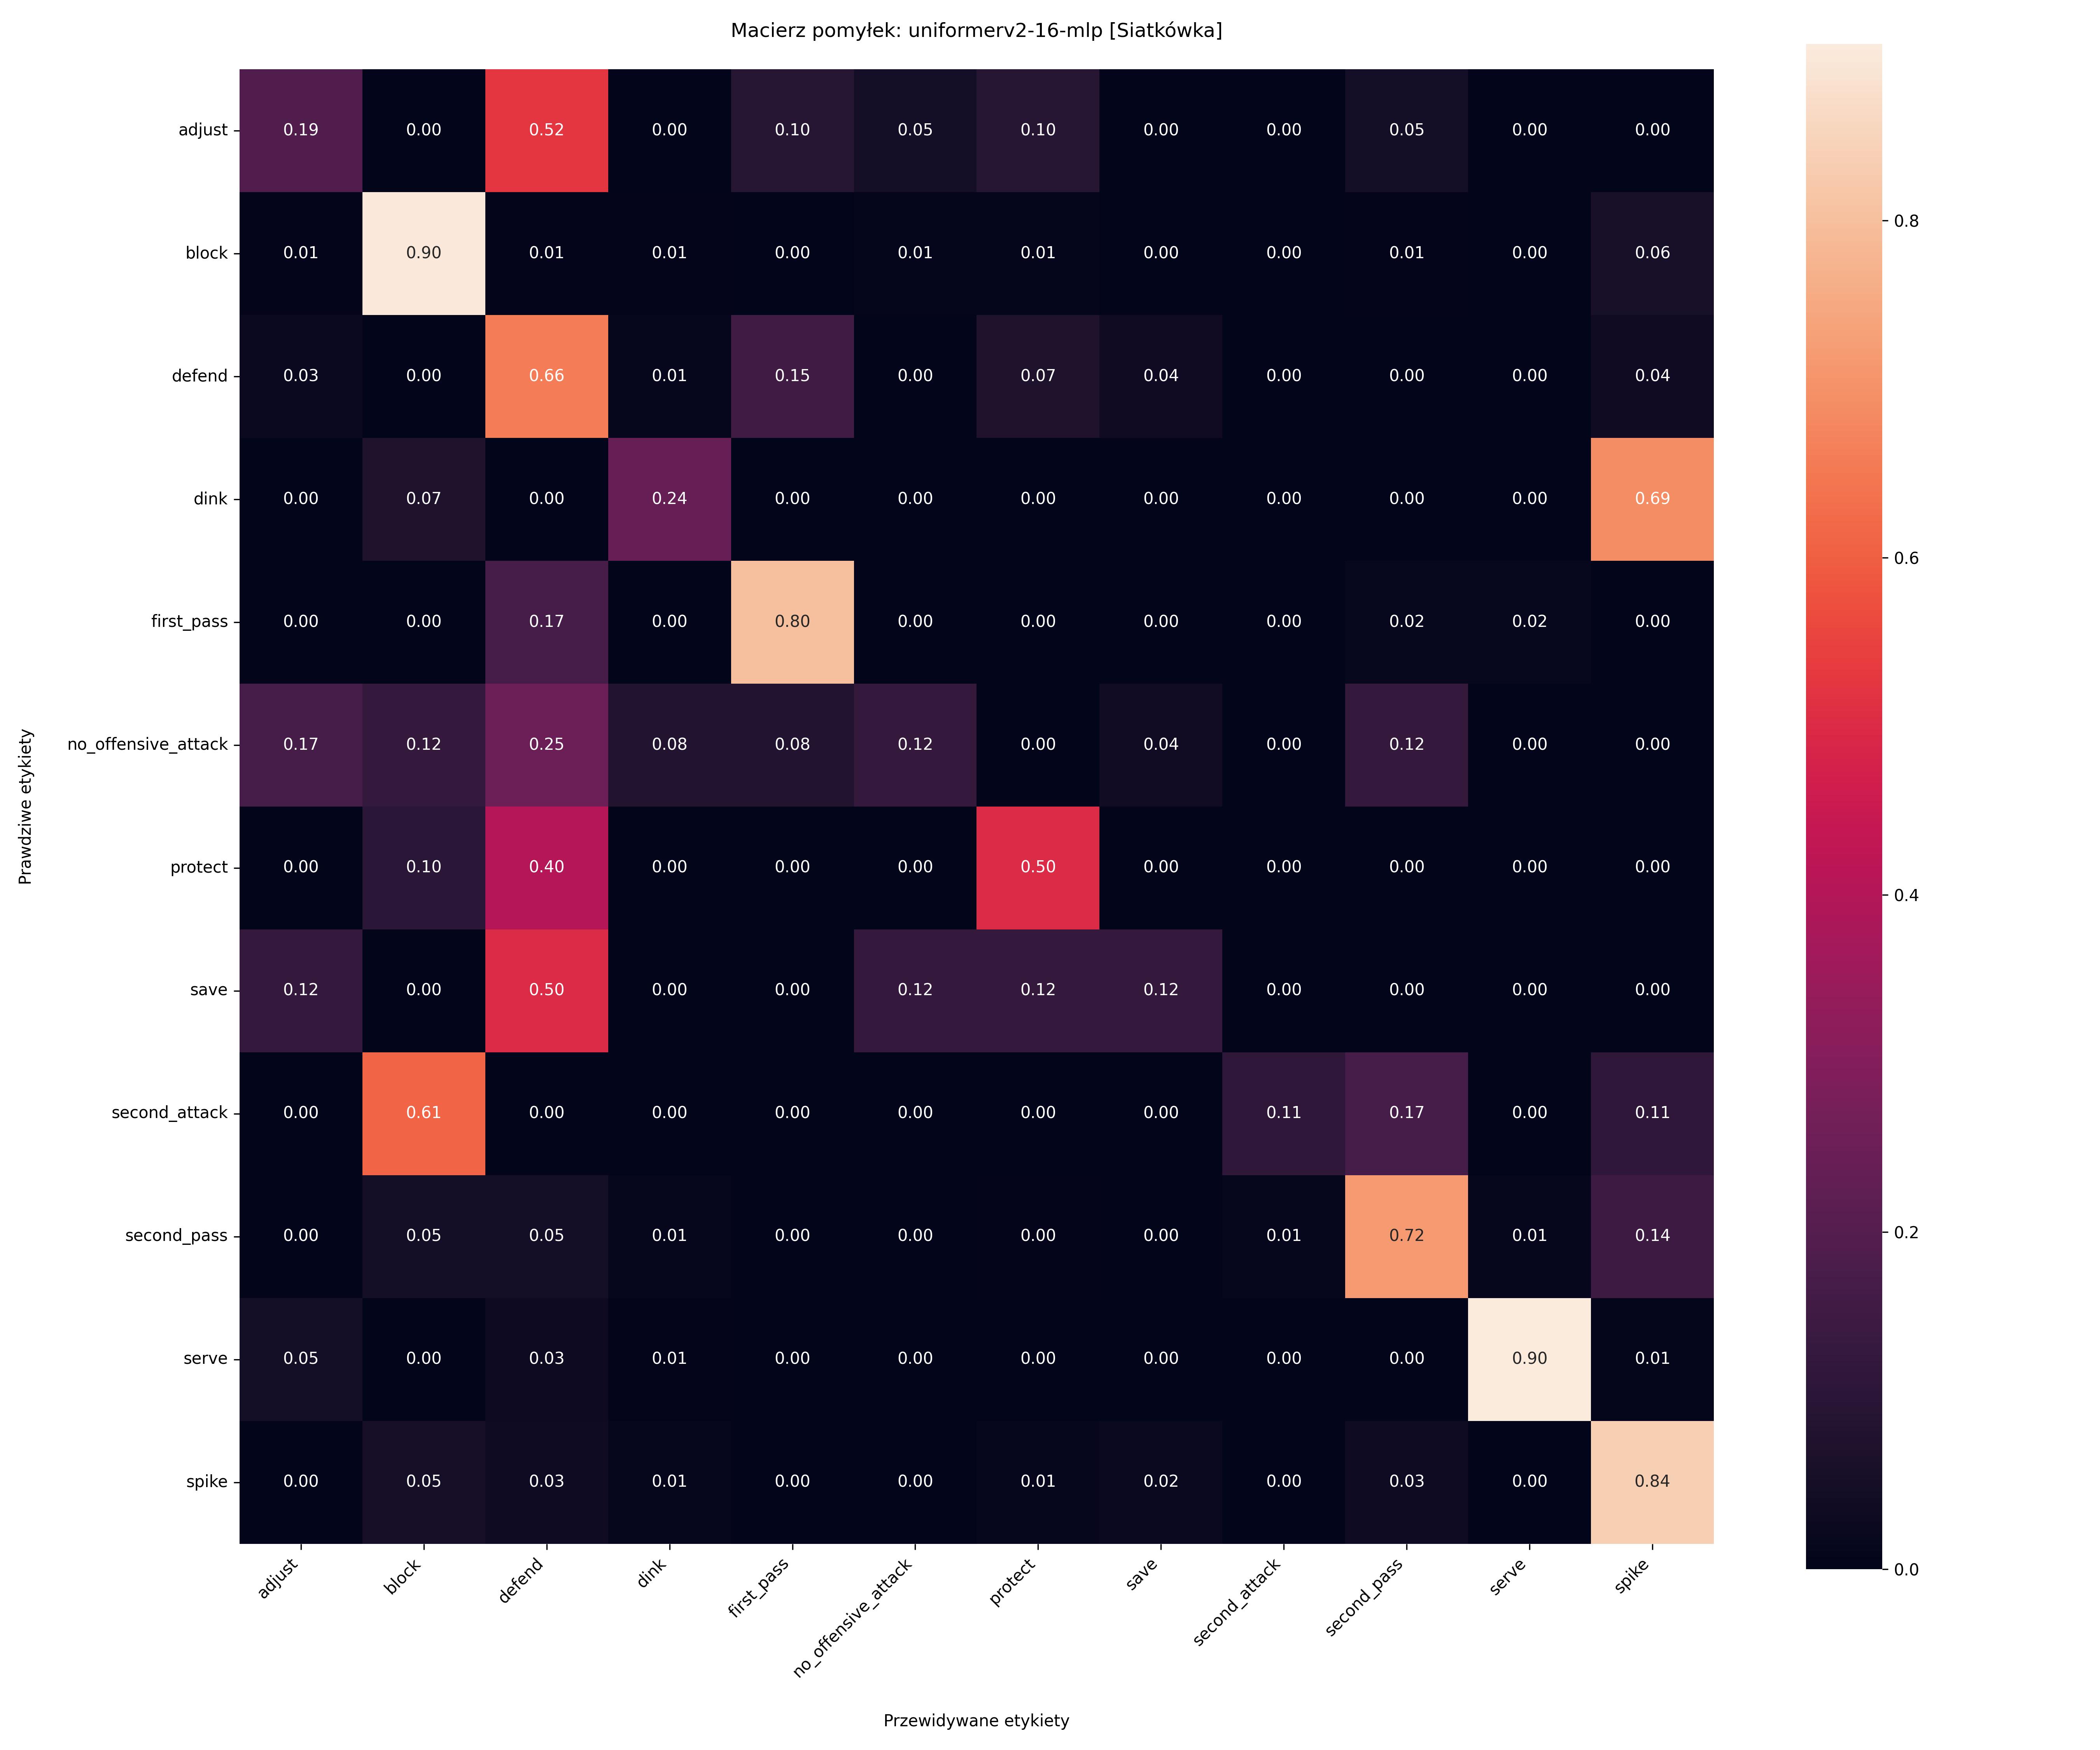 Macierz pomyłek: uniformerv2-16-mlp [Siatkówka]
adjust 0.19 0.00 0.52 0.00 0.10 0.05 0.10 0.00 0.00 0.05 0.00 0.00
block 0.01 0.90 0.01 0.01 0.00 0.01 0.01 0.00 0.00 0.01 0.00 0.06
defend 0.03 0.00 0.66 0.01 0.15 0.00 0.07 0.04 0.00 0.00 0.00 0.04
dink 0.00 0.07 0.00 0.24 0.00 0.00 0.00 0.00 0.00 0.00 0.00 0.69
first_pass 0.00 0.00 0.17 0.00 0.80 0.00 0.00 0.00 0.00 0.02 0.02 0.00
no_offensive_attack 0.17 0.12 0.25 0.08 0.08 0.12 0.00 0.04 0.00 0.12 0.00 0.00
protect 0.00 0.10 0.40 0.00 0.00 0.00 0.50 0.00 0.00 0.00 0.00 0.00
save 0.12 0.00 0.50 0.00 0.00 0.12 0.12 0.12 0.00 0.00 0.00 0.00
second_attack 0.00 0.61 0.00 0.00 0.00 0.00 0.00 0.00 0.11 0.17 0.00 0.11
second_pass 0.00 0.05 0.05 0.01 0.00 0.00 0.00 0.00 0.01 0.72 0.01 0.14
serve 0.05 0.00 0.03 0.01 0.00 0.00 0.00 0.00 0.00 0.00 0.90 0.01
spike 0.00 0.05 0.03 0.01 0.00 0.00 0.01 0.02 0.00 0.03 0.00 0.84
adjust block defend dink first_pass no_offensive_attack protect save second_attack second_pass serve spike
Przewidywane etykiety
Prawdziwe etykiety
0.8
0.6
0.4
0.2
0.0